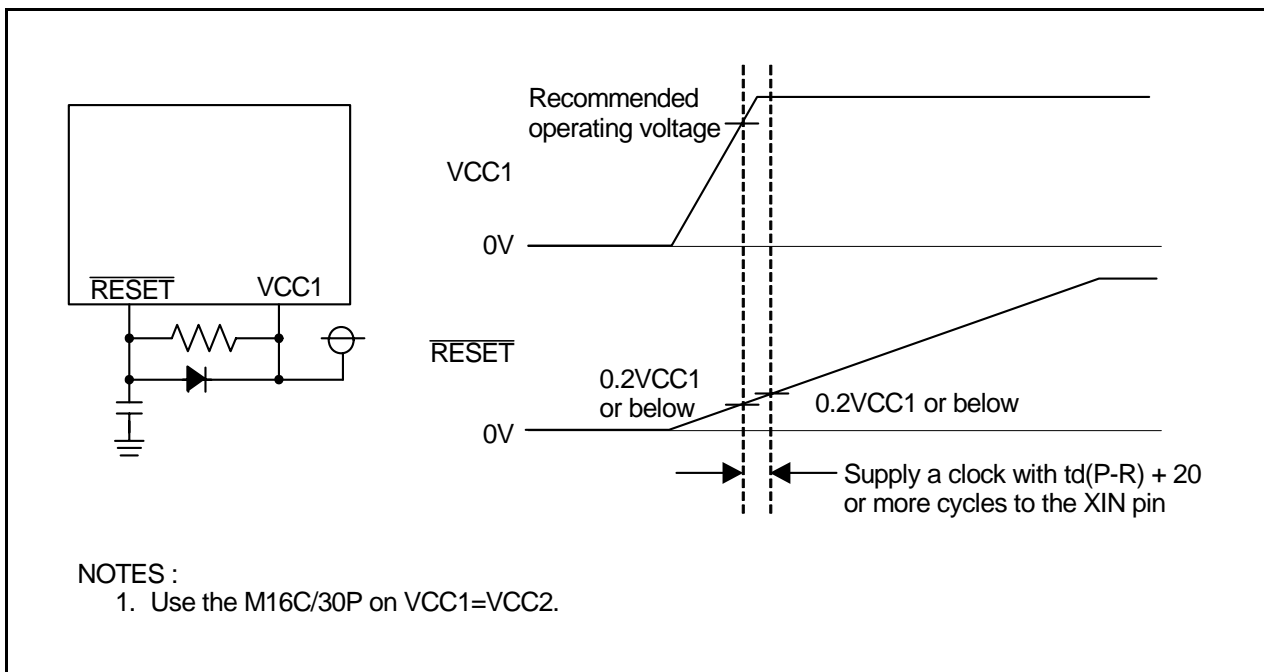 RESET
VCC1
Recommended
operating voltage
VCC1
0V
RESET
0.2VCC1
or below
0.2VCC1 or below
0V
Supply a clock with td(P-R) + 20
or more cycles to the XIN pin
NOTES :
1. Use the M16C/30P on VCC1=VCC2.